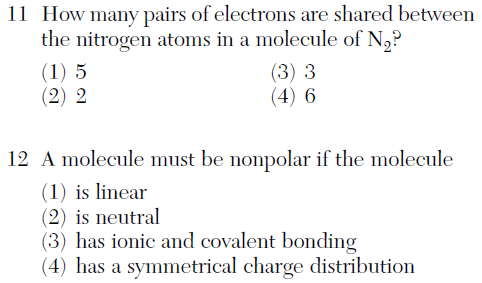 11 How many pairs of electrons are shared between
the nitrogen atoms in a molecule of N₂?
(1) 5 (3) 3
(2) 2 (4) 6
12 A molecule must be nonpolar if the molecule
(1) is linear
(2) is neutral
(3) has ionic and covalent bonding
(4) has a symmetrical charge distribution